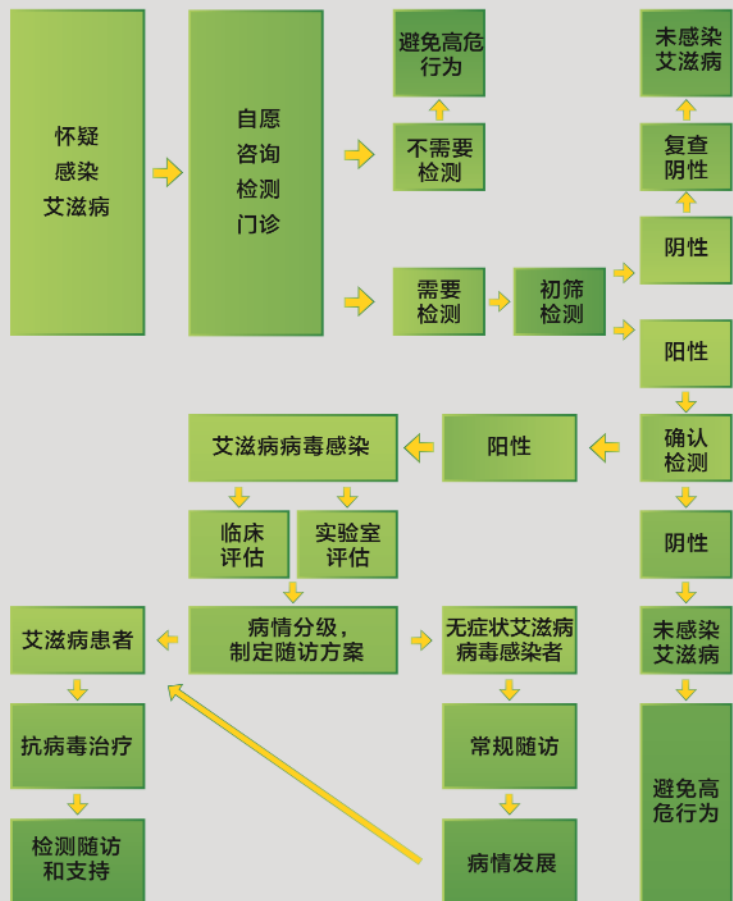 怀疑
感染
艾滋病
自愿
咨询
检测
门诊
避免高危
行为
不需要
检测
需要
检测
初筛
检测
未感染
艾滋病
复查
阴性
阴性
阳性
确认
检测
阳性
艾滋病病毒感染
临床
评估
实验室
评估
阴性
未感染
艾滋病
避免高
危行为
病情分级，
制定随访方案
艾滋病患者
抗病毒治疗
检测随访
和支持
无症状艾滋病
病毒感染者
常规随访
病情发展